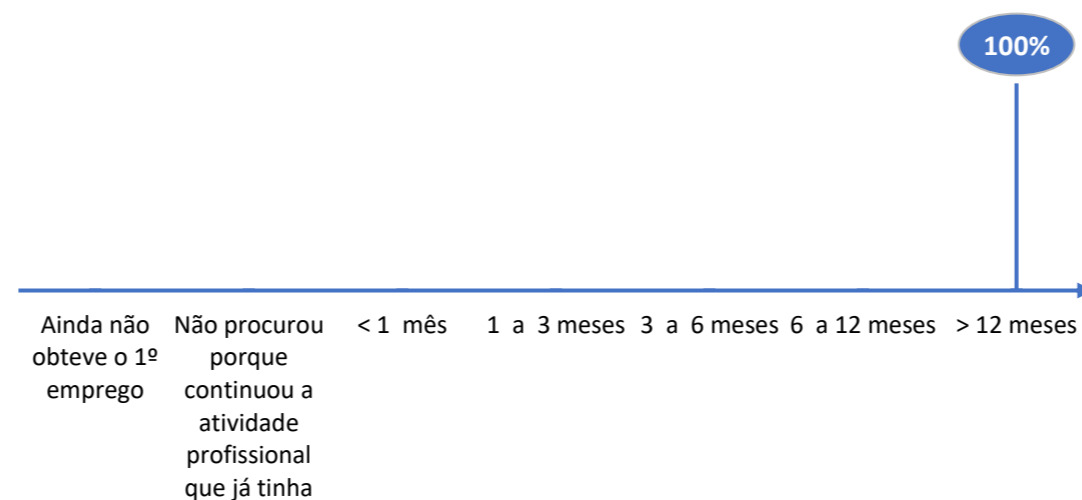 100%
Ainda não
obteve o 1º
emprego
Não procurou
porque
continuou a
atividade
profissional
que já tinha
< 1 mês
1 a 3 meses
3 a 6 meses
6 a 12 meses
> 12 meses